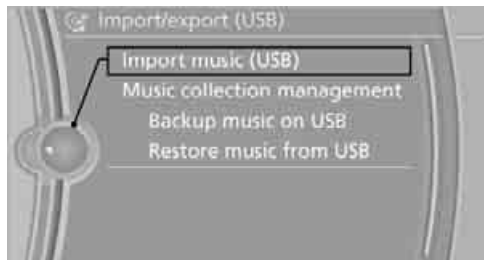 Import/export (USB)
Import music (USB)
Music collection management
Backup music on USB
Restore music from USB